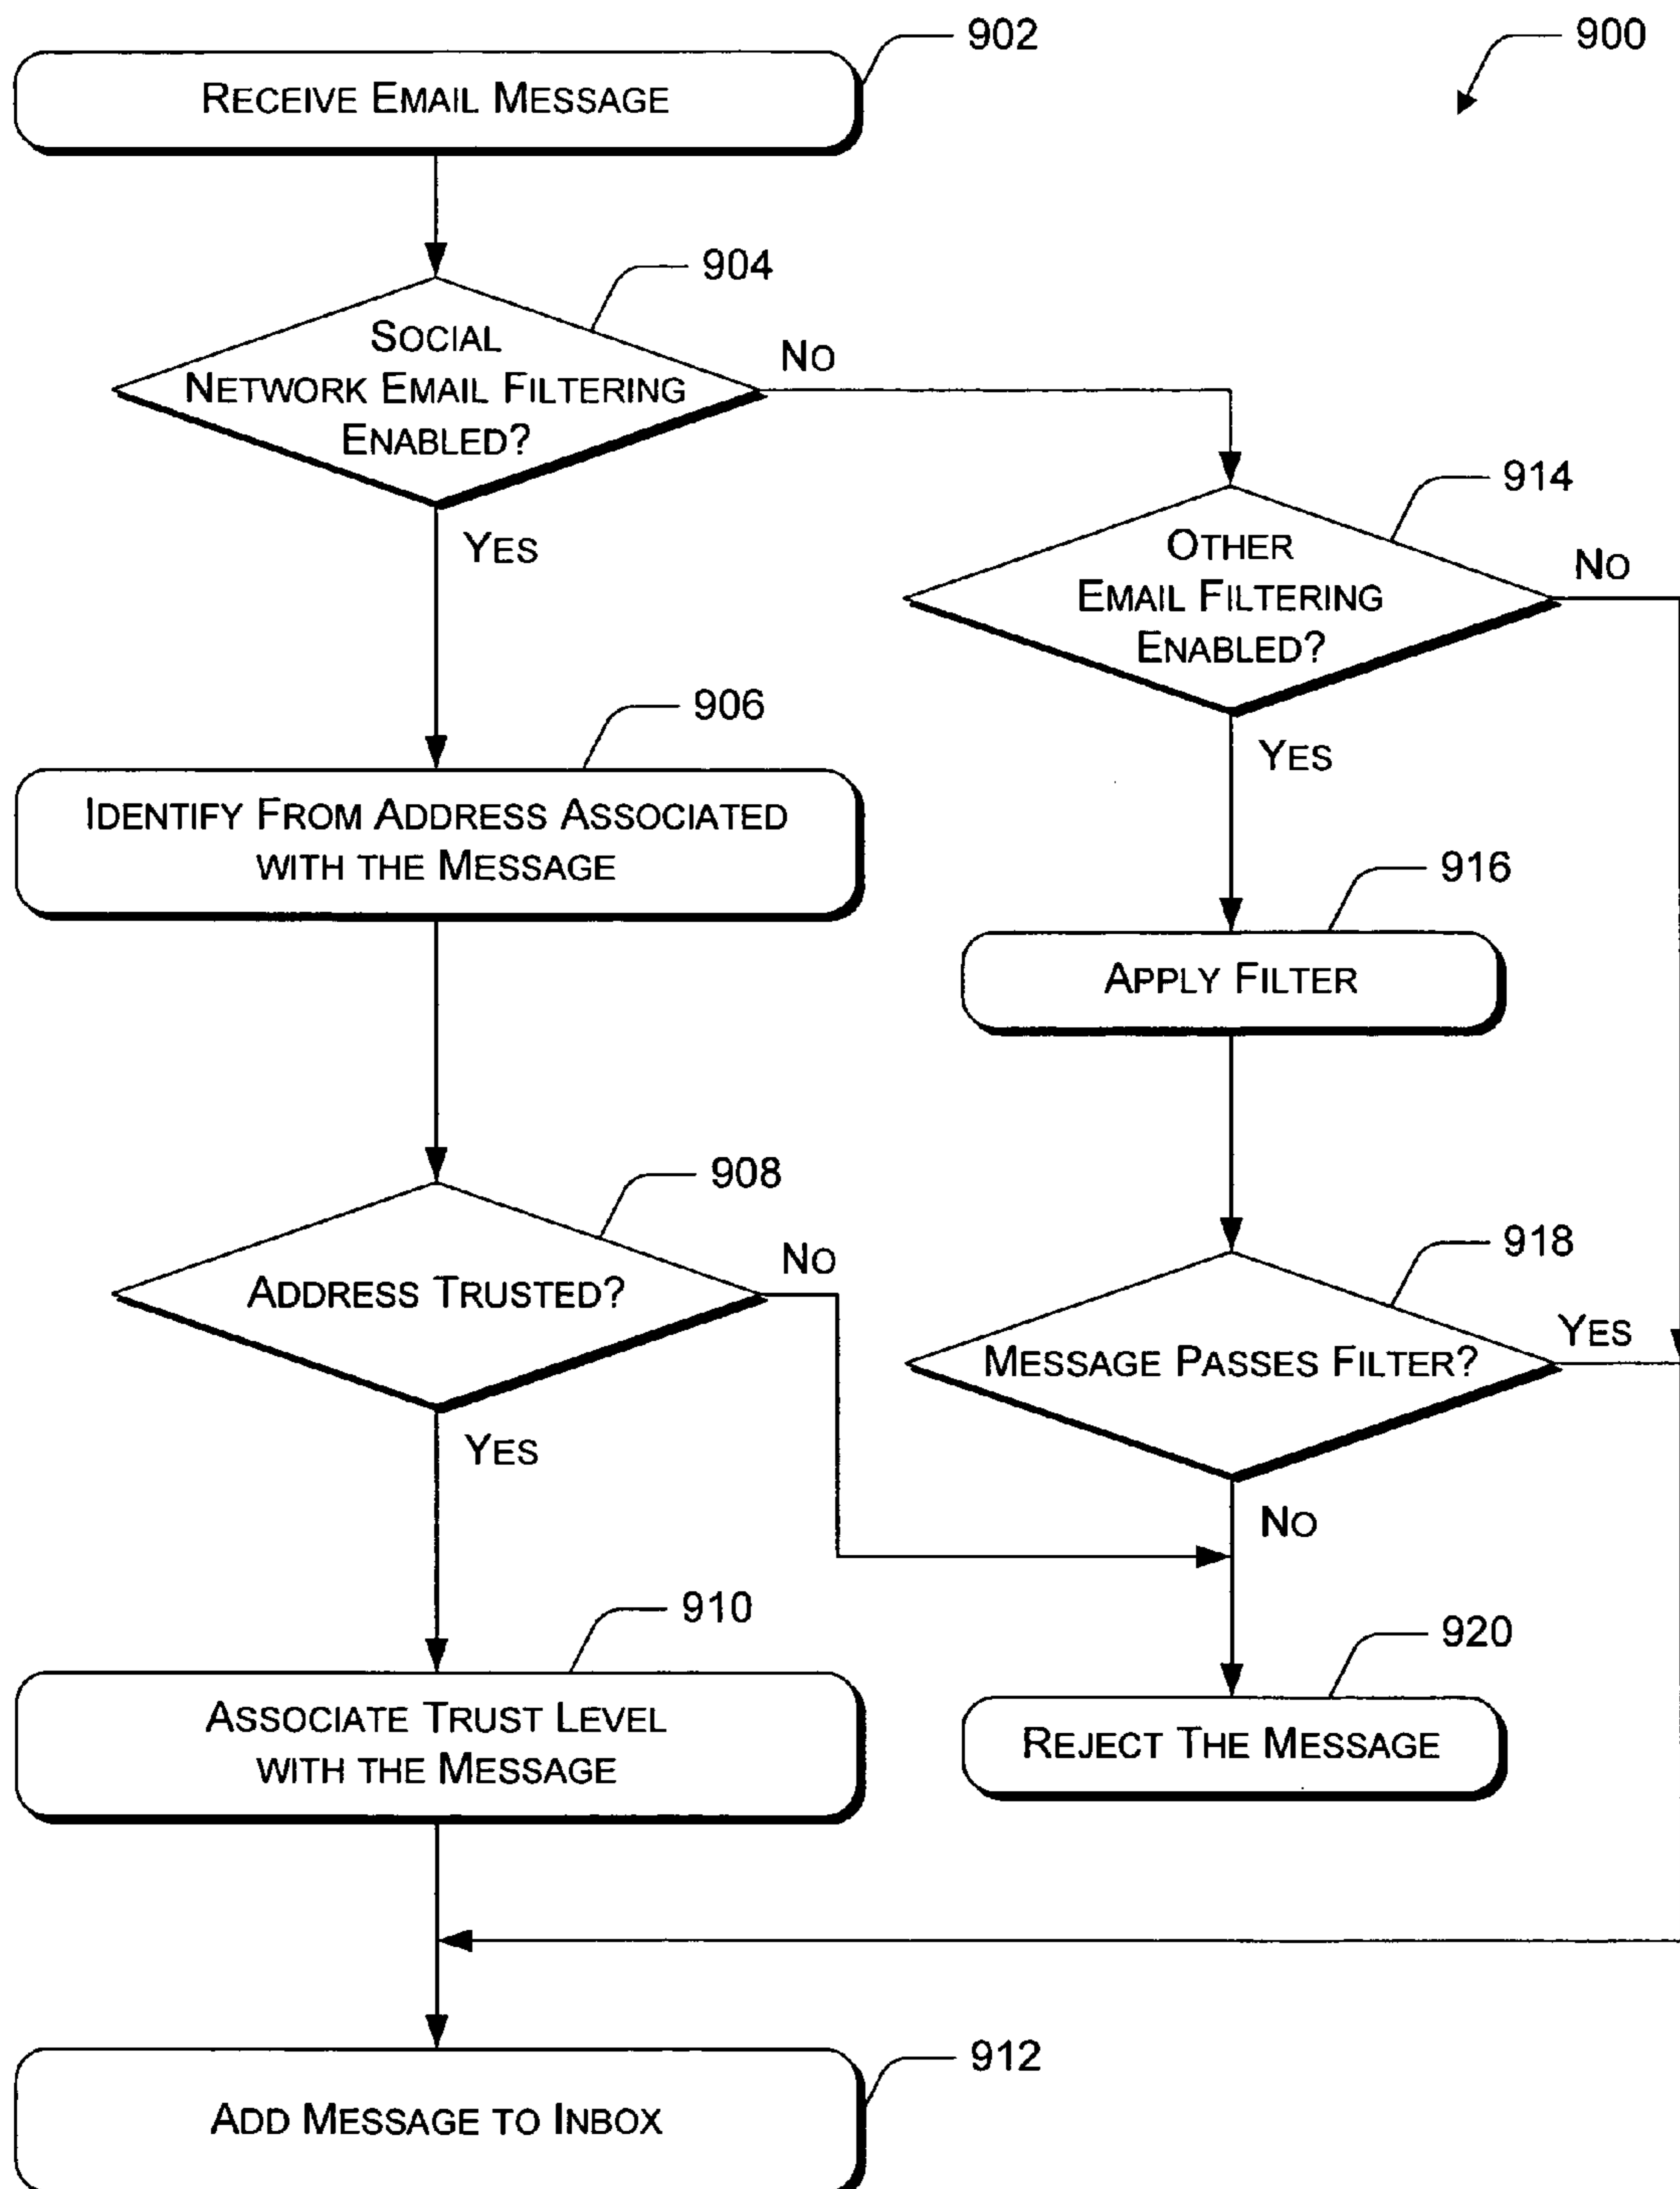 902
900
RECEIVE EMAIL MESSAGE
904
SOCIAL
NETWORK EMAIL FILTERING
ENABLED?
NO
YES
914
OTHER
EMAIL FILTERING
ENABLED?
NO
YES
906
IDENTIFY FROM ADDRESS ASSOCIATED
WITH THE MESSAGE
916
APPLY FILTER
908
ADDRESS TRUSTED?
NO
YES
918
MESSAGE PASSES FILTER?
YES
NO
910
ASSOCIATE TRUST LEVEL
WITH THE MESSAGE
920
REJECT THE MESSAGE
912
ADD MESSAGE TO INBOX